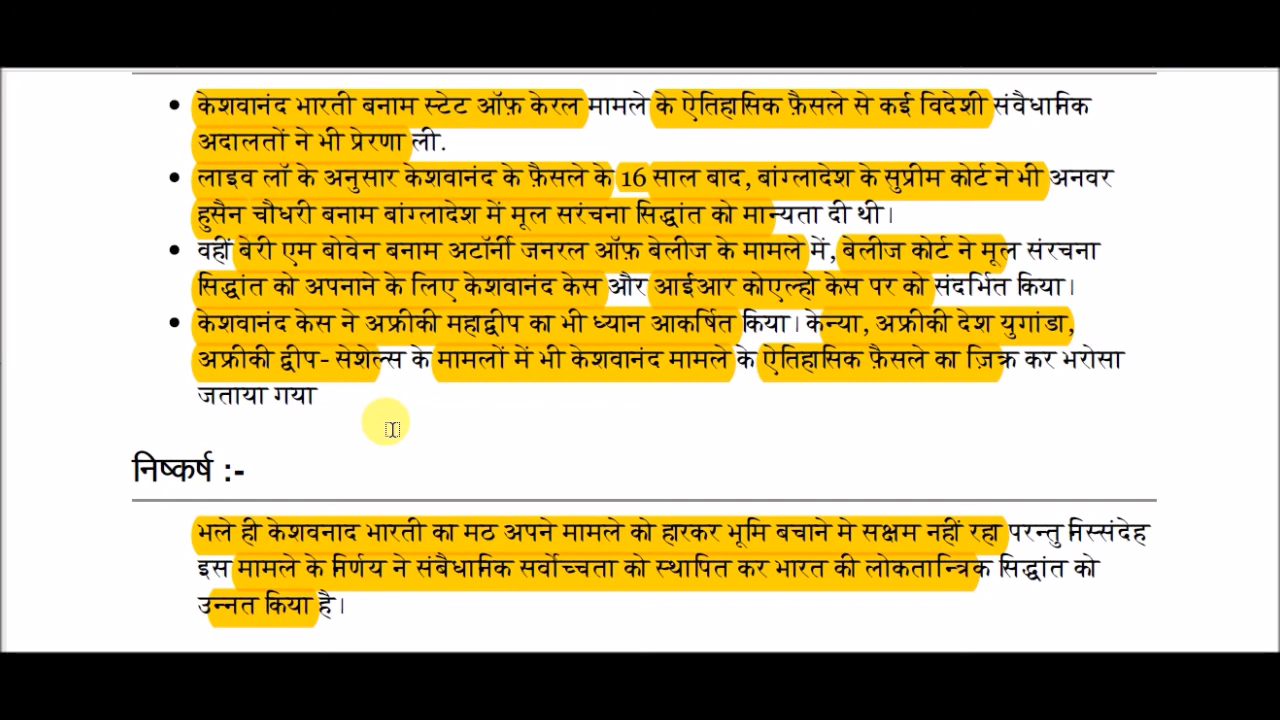 केशवानंद भारती बनाम स्टेट ऑफ़ केरल मामले के ऐतिहासिक फ़ैसले से कई विदेशी संवैधानिक
अदालतों ने भी प्रेरणा ली.
लाइव लॉ के अनुसार केशवानंद के फ़ैसले के 16 साल बाद, बांग्लादेश के सुप्रीम कोर्ट ने भी अनवर
हुसैन चौधरी बनाम बांग्लादेश में मूल सरंचना सिद्धांत को मान्यता दी थी।
वहीं बेरी एम बोवेन बनाम अटॉर्नी जनरल ऑफ़ बेलीज के मामले में, बेलीज कोर्ट ने मूल संरचना
सिद्धांत को अपनाने के लिए केशवानंद केस और आईआर कोएल्हो केस पर को संदर्भित किया।
केशवानंद केस ने अफ्रीकी महाद्वीप का भी ध्यान आकर्षित किया। केन्या, अफ्रीकी देश युगांडा,
अफ्रीकी द्वीप- सेशेल्स के मामलों में भी केशवानंद मामले के ऐतिहासिक फ़ैसले का ज़िक्र कर भरोसा
जताया गया
निष्कर्ष :-
भले ही केशवनाद भारती का मठ अपने मामले को हारकर भूमि बचाने मे सक्षम नहीं रहा परन्तु निस्संदेह
इस मामले के निर्णय ने संबैधानिक सर्वोच्चता को स्थापित कर भारत की लोकतान्त्रिक सिद्धांत को
उन्नत किया है।